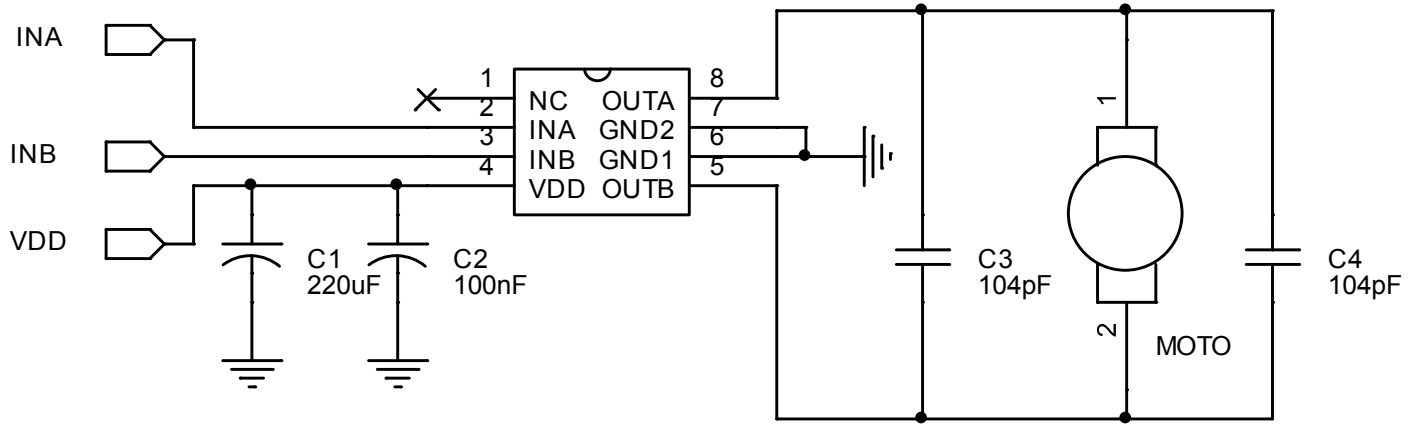 INA
INB
VDD
1
2
3
4
NC OUTA
INA GND2
INB GND1
VDD OUTB
8
7
6
5
C1
220uF
C2
100nF
C3
104pF
1
2
MOTO
C4
104pF